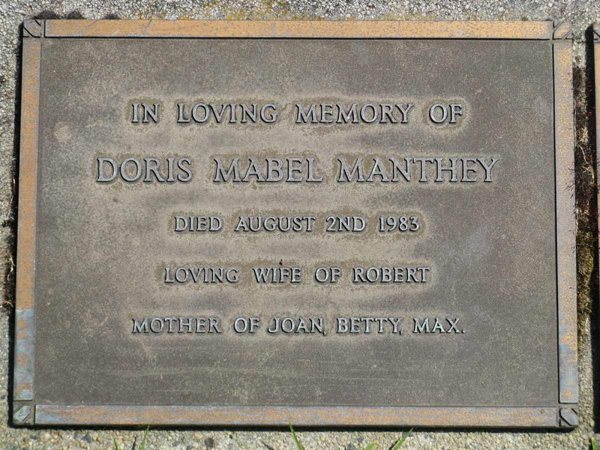 IN LOVING MEMORY OF
DORIS MABEL MANTHEY
DIED AUGUST 2ND 1983
LOVING WIFE OF ROBERT
MOTHER OF JOAN, BETTY, MAX.